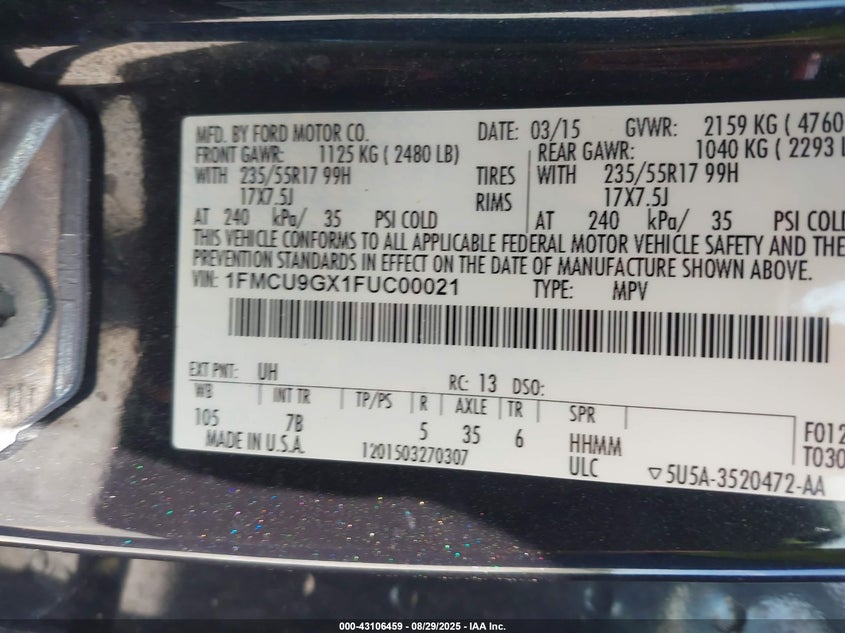 MFD. BY FORD MOTOR CO. DATE: 03/15 GVWR: 2159 KG ( 4760
FRONT GAWR: 1125 KG ( 2480 LB) REAR GAWR: 1040 KG ( 2293 L
WITH 235/55R17 99H TIRES WITH 235/55R17 99H
17X7.5J RIMS 17X7.5J
AT 240 kPa/ 35 PSI COLD AT 240 kPa/ 35 PSI COLD
THIS VEHICLE CONFORMS TO ALL APPLICABLE FEDERAL MOTOR VEHICLE SAFETY AND THE
PREVENTION STANDARDS IN EFFECT ON THE DATE OF MANUFACTURE SHOWN ABOVE.
VIN: 1FMCU9GX1FUC00021 TYPE: MPV
EXT PNT: UH RC: 13 DSO:
WB INT TR TP/PS R AXLE TR SPR
105 7B 5 35 6 HHMM F012
MADE IN U.S.A. 1201503270307 ULC T030
5U5A-3520472-AA
000-43106459 - 08/29/2025 - IAA Inc.